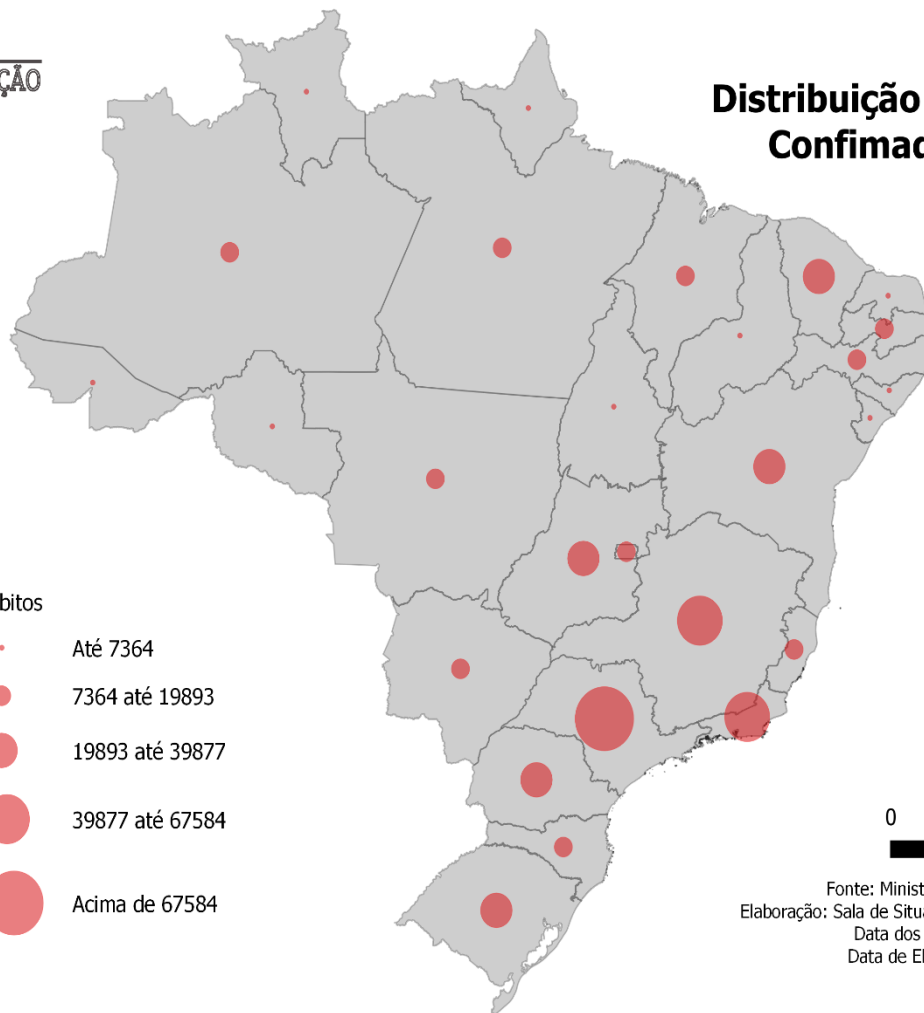 ÇÃO
Distribuição
Confimad
bitos
Até 7364
7364 até 19893
19893 até 39877
39877 até 67584
Acima de 67584
0
Fonte: Minist
Elaboração: Sala de Situa
Data dos
Data de El